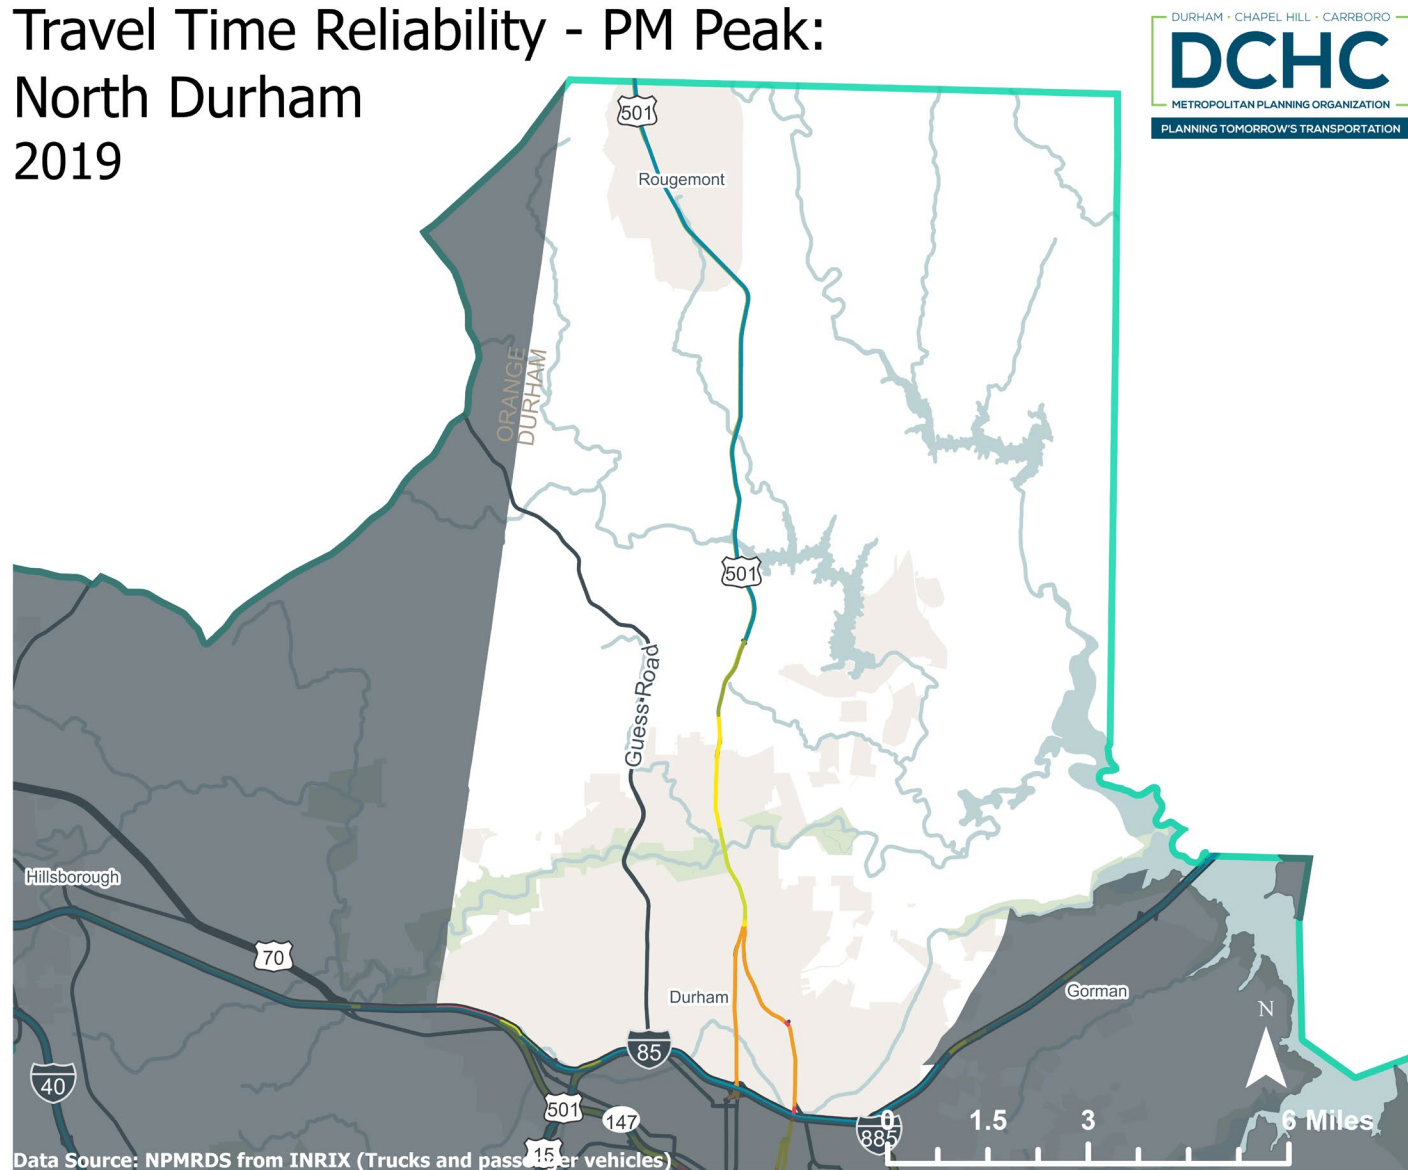 Travel Time Reliability - PM Peak:
North Durham
2019
DURHAM · CHAPEL HILL · CARRBORO
DCHC
METROPOLITAN PLANNING ORGANIZATION
PLANNING TOMORROW'S TRANSPORTATION
501
Rougemont
ORANGE
DURHAM
501
Guess Road
Hillsborough
70
Durham
Gorman
N
85
40
501
147
885
15
0 1.5 3 6 Miles
Data Source: NPMRDS from INRIX (Trucks and passenger vehicles)